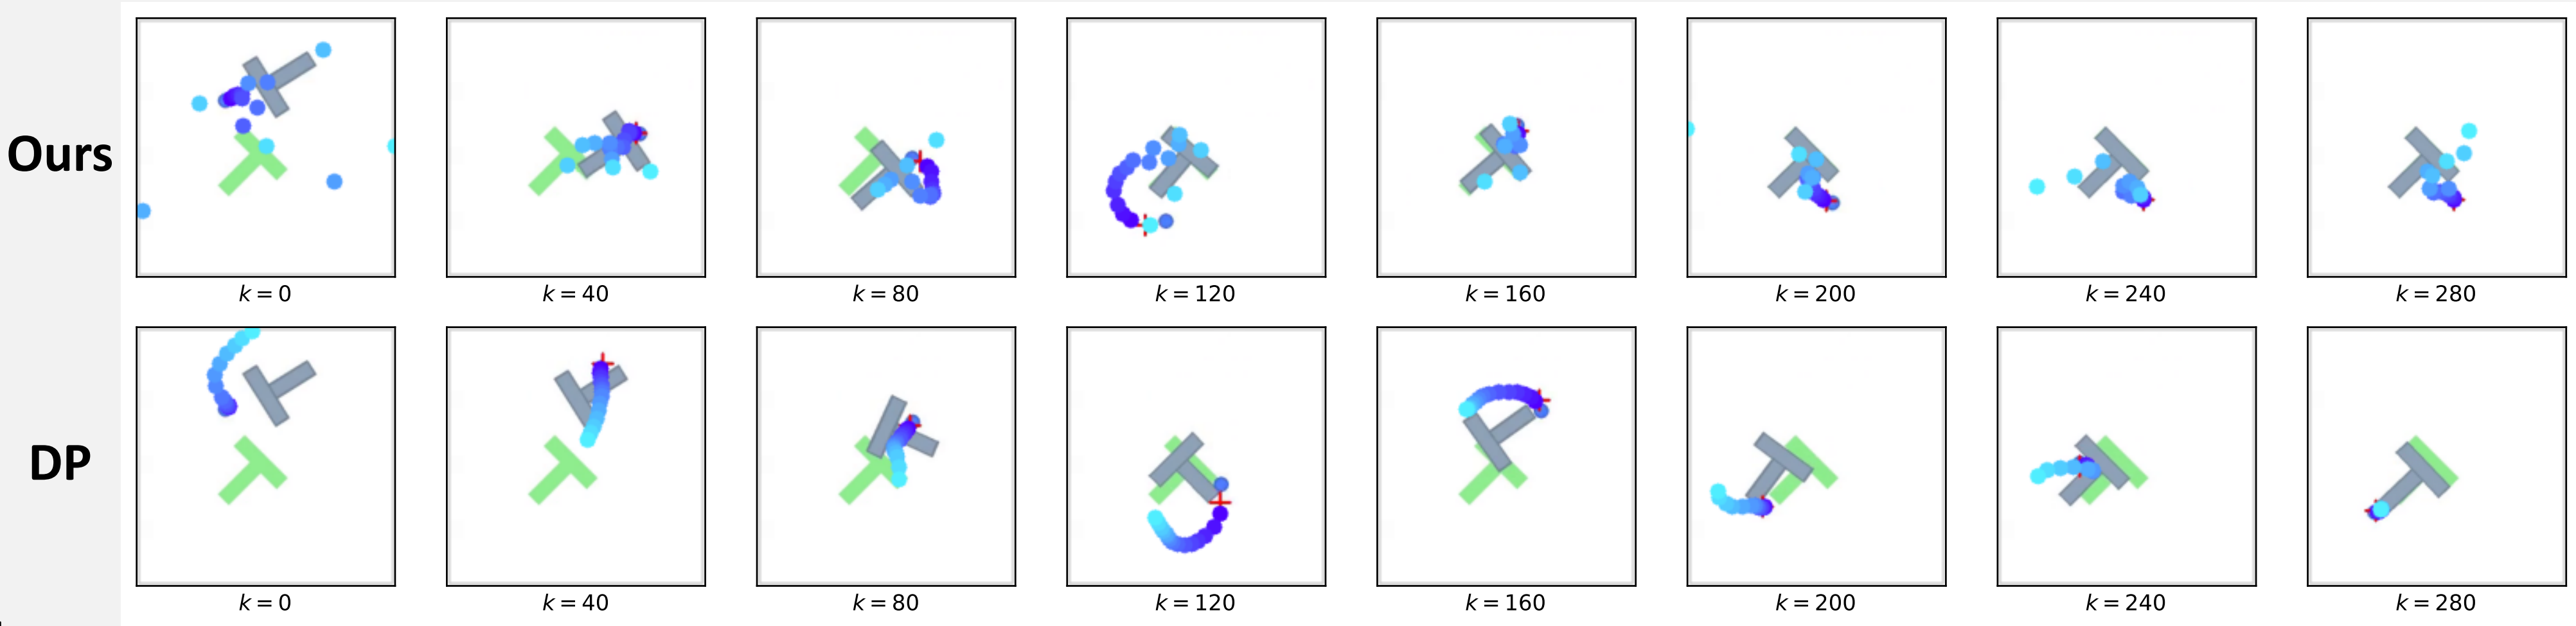 Ours
k = 0
k = 40
k = 80
k = 120
k = 160
k = 200
k = 240
k = 280
DP
k = 0
k = 40
k = 80
k = 120
k = 160
k = 200
k = 240
k = 280